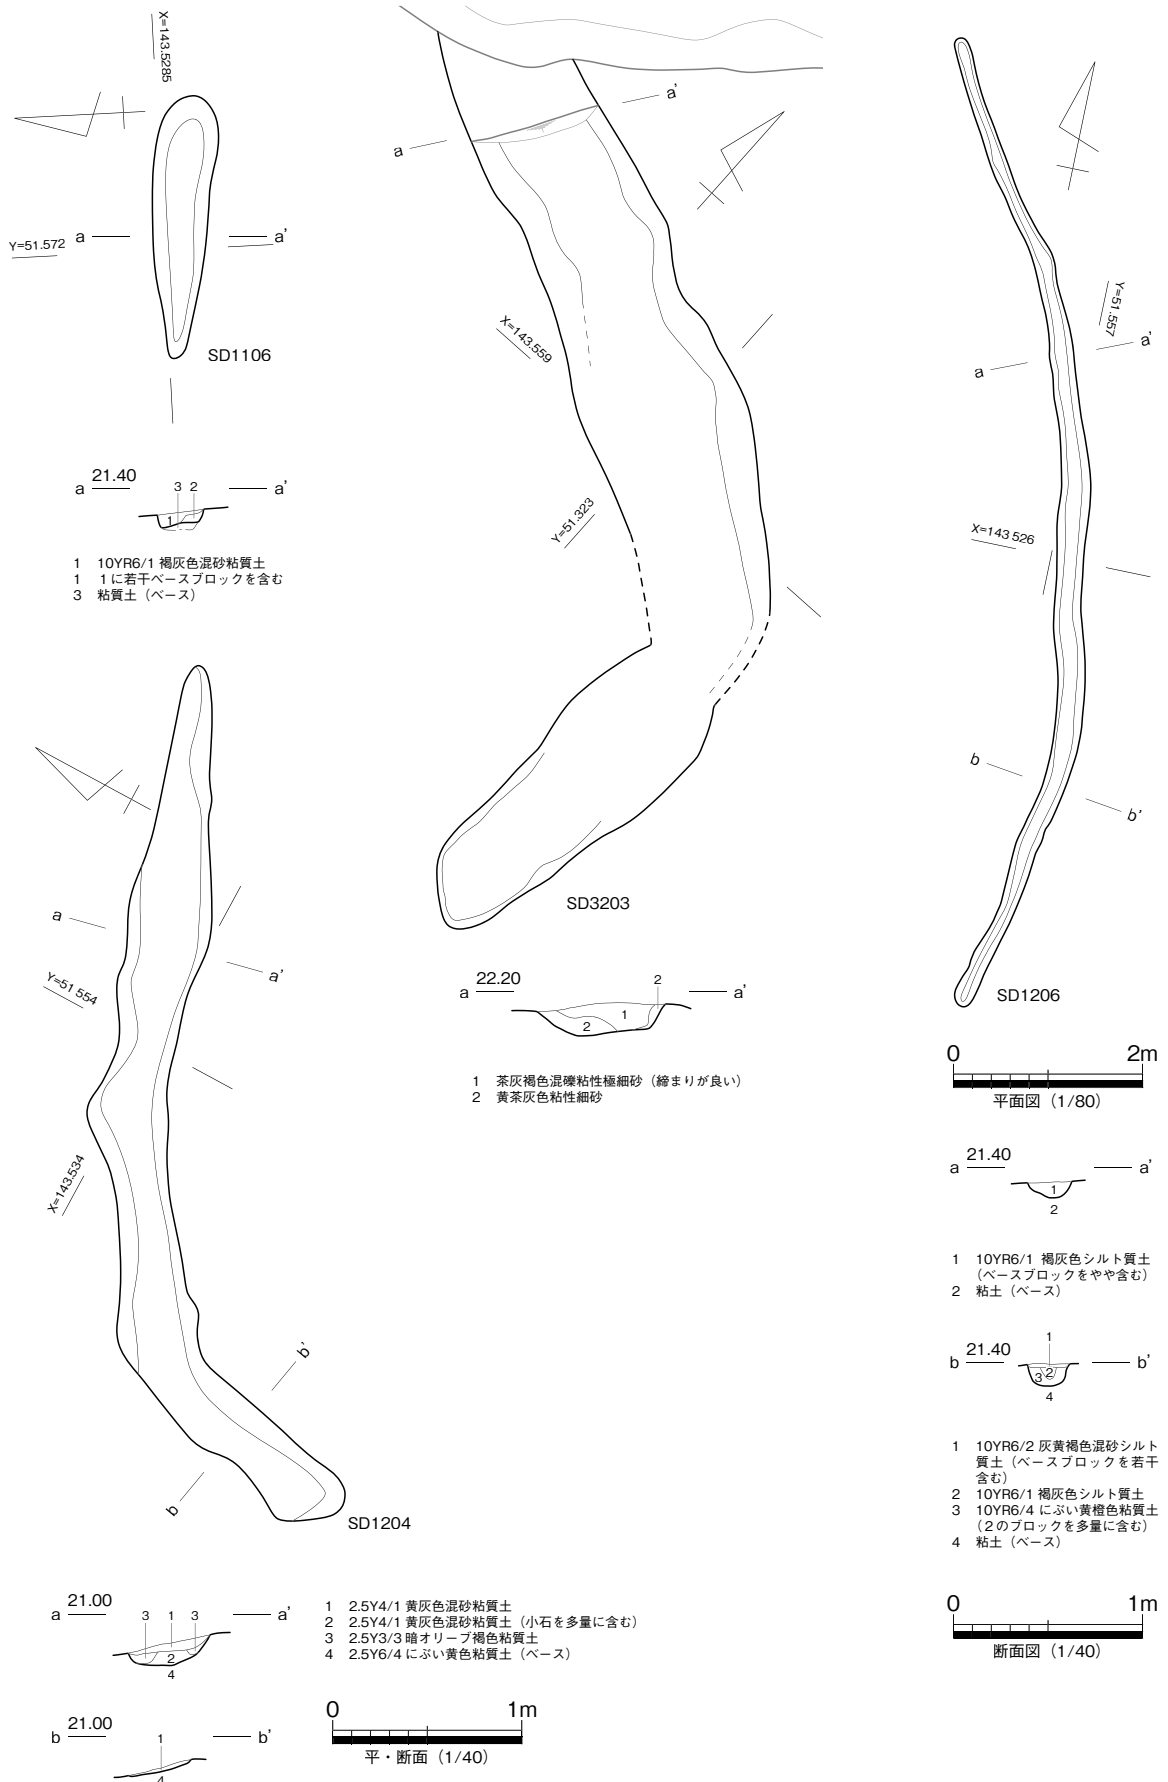 X=143.5285
Y=51.572
a
a'
SD1106
a 21.40 a'
3 2
1
1 10YR6/1 褐灰色混砂粘質土
1 1に若干ベースブロックを含む
3 粘質土（ベース）
a
a'
X=143.559
Y=51.323
SD3203
a 22.20 a'
2
1
2
1 茶灰褐色混礫粘性極細砂（締まりが良い）
2 黄茶灰色粘性細砂
Y=51.557
a
a'
X=143 526
b
b'
SD1206
0 2m
平面図（1/80）
a 21.40 a'
1
2
1 10YR6/1 褐灰色シルト質土
（ベースブロックをやや含む）
2 粘土（ベース）
b 21.40 b'
1
3 2
4
1 10YR6/2 灰黄褐色混砂シルト
質土（ベースブロックを若干
含む）
2 10YR6/1 褐灰色シルト質土
3 10YR6/4 にぶい黄橙色粘質土
（２のブロックを多量に含む）
4 粘土（ベース）
0 1m
断面図（1/40）
a
a'
Y=51 554
X=143.534
b'
b
SD1204
a 21.00 a'
3 1 3
2
4
1 2.5Y4/1 黄灰色混砂粘質土
2 2.5Y4/1 黄灰色混砂粘質土（小石を多量に含む）
3 2.5Y3/3 暗オリーブ褐色粘質土
4 2.5Y6/4 にぶい黄色粘質土（ベース）
b 21.00 b'
1
4
0 1m
平・断面（1/40）